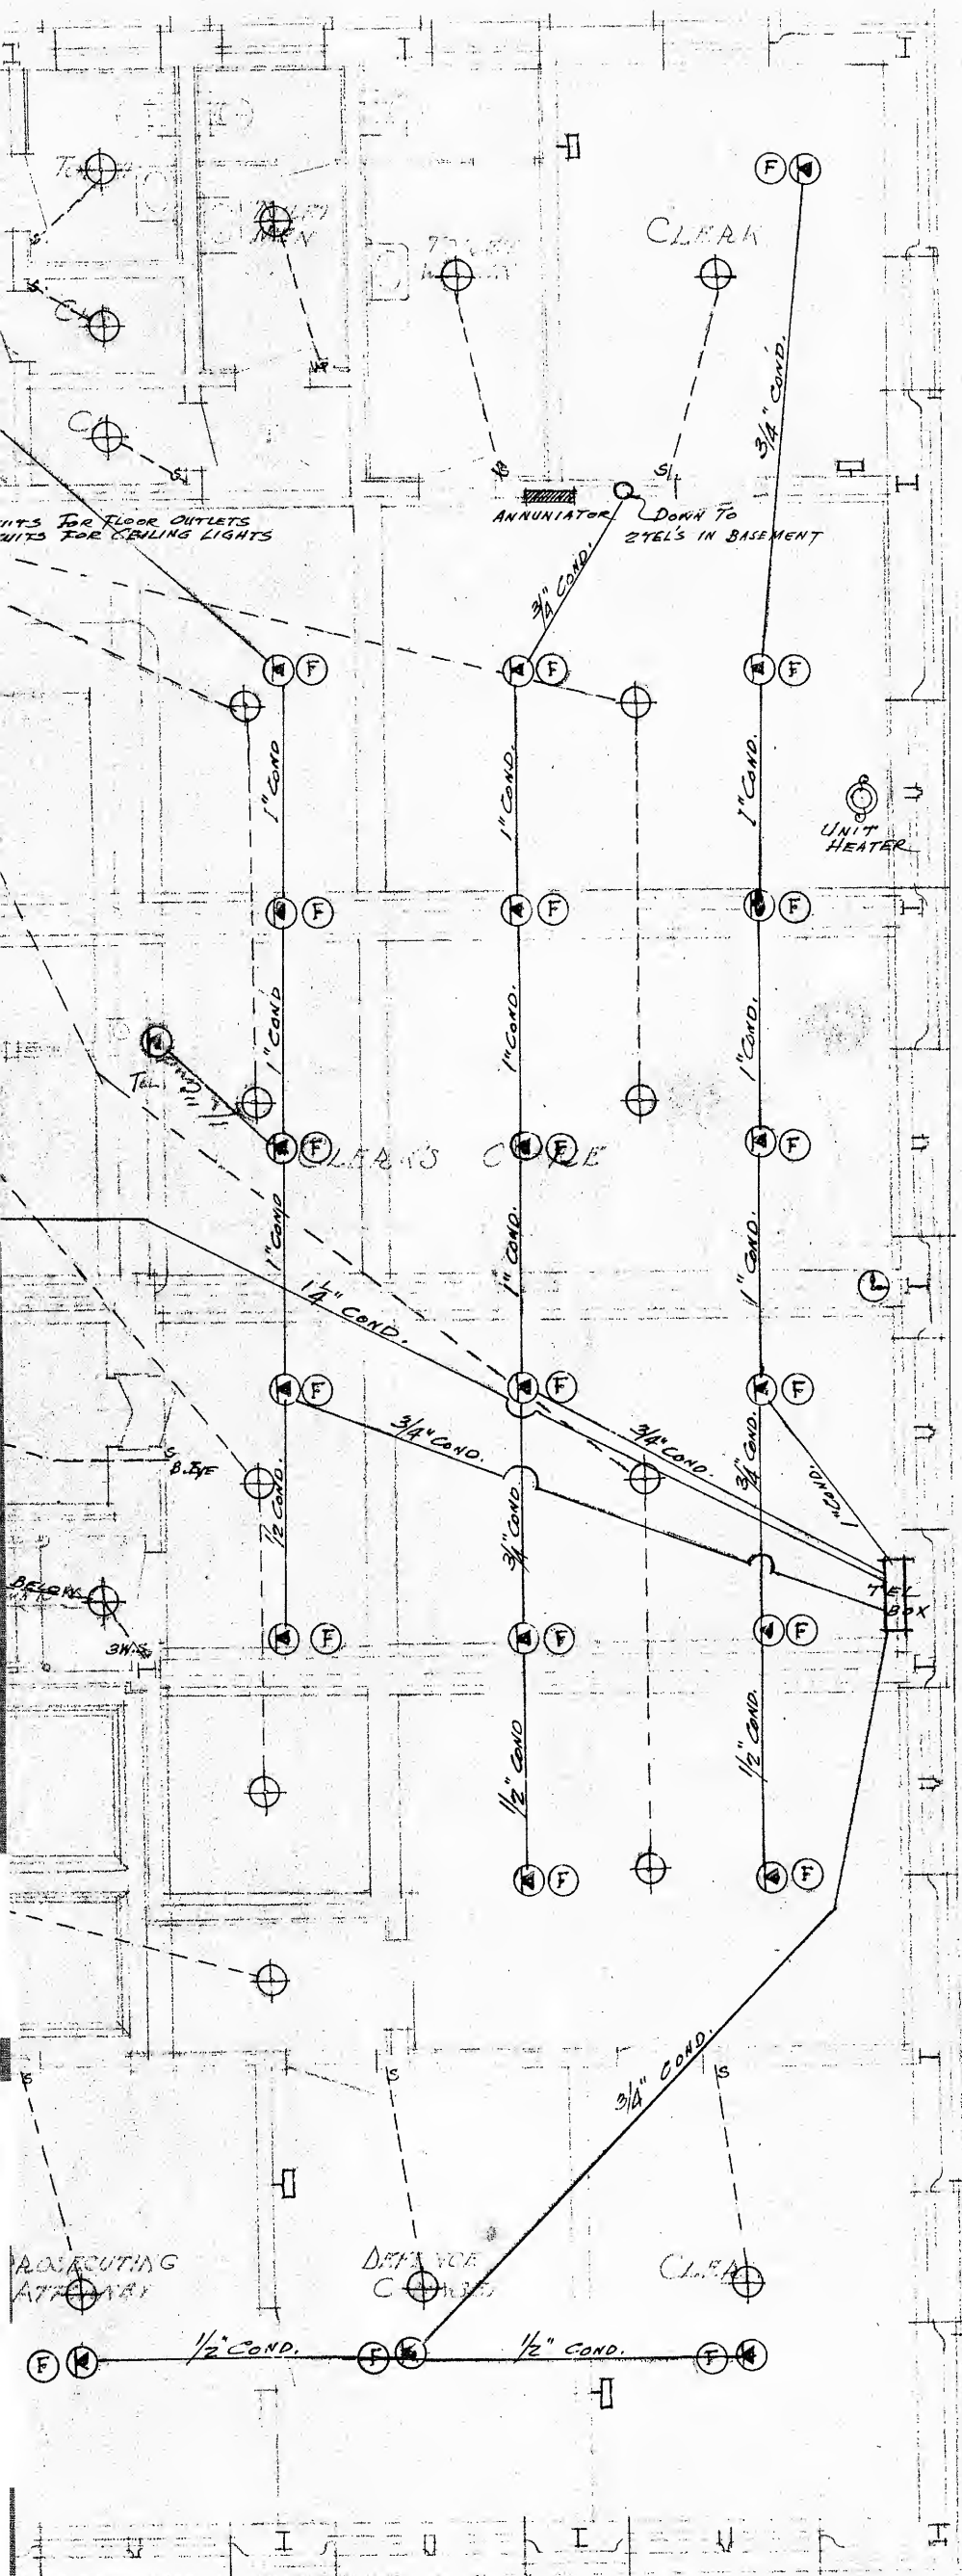 F
CLERK
3/4" COND.
S
S
S
S
S
ANNUNIATOR
DOWN TO
2 TEL'S IN BASEMENT
FOR FLOOR OUTLETS
FOR CEILING LIGHTS
3/4" COND.
F
F
F
1" COND
1" COND.
1" COND.
UNIT
HEATER
F
F
F
1" COND
1" COND.
1" COND.
TEL.
F
F
F
CLERK'S
1" COND
1" COND.
1" COND.
1 1/4" COND.
F
F
F
3/4" COND.
3/4" COND.
3/4" COND.
1" COND.
S
B. EYE
1/2 COND.
3/4" COND.
TEL
BOX
BELOW
3W.S
F
F
F
1/2" COND
1/2" COND.
F
F
3/4" COND.
S
S
S
PROSECUTING
ATTORNEY
DEFENCE
CLERK
F
1/2" COND.
F
1/2" COND.
F